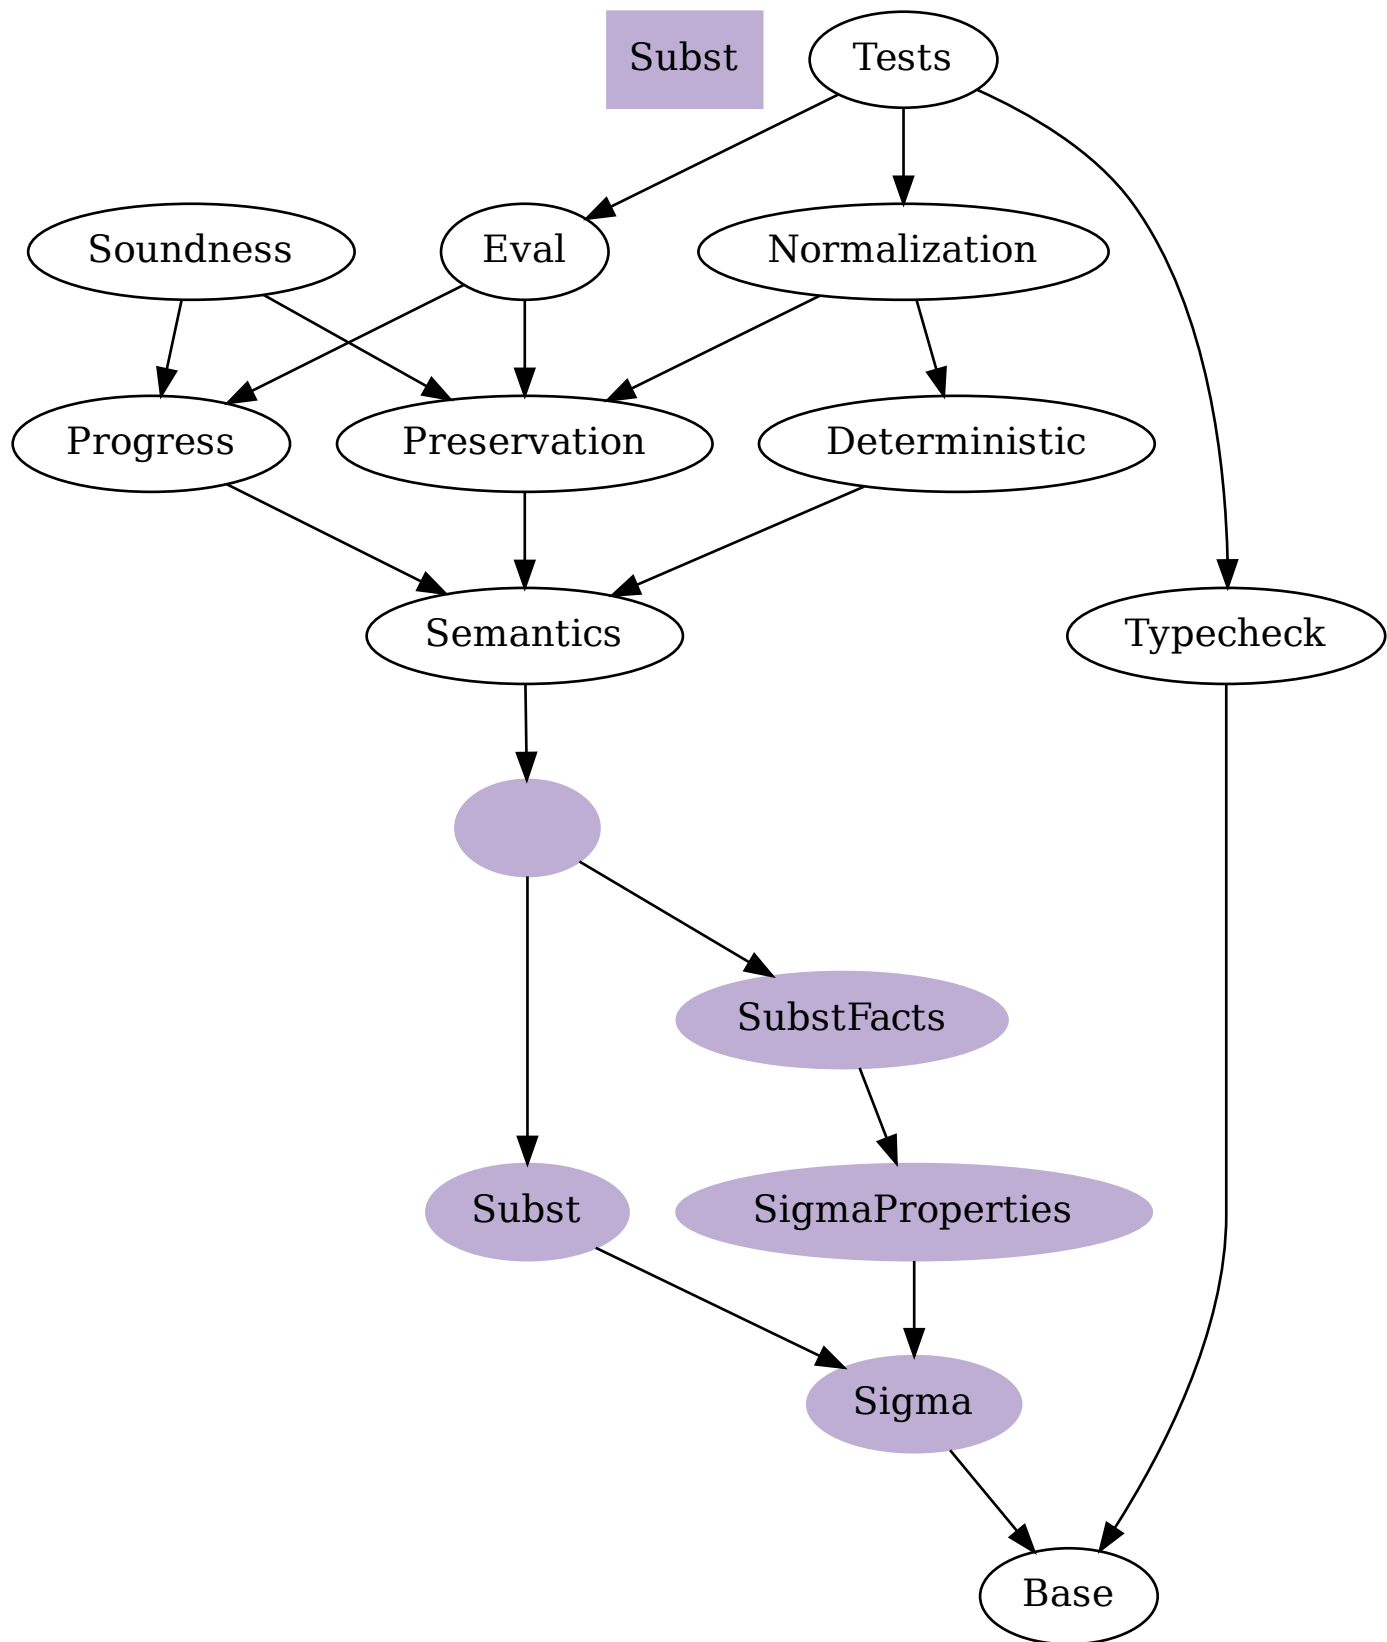 Subst
Tests
Soundness
Eval
Normalization
Progress
Preservation
Deterministic
Semantics
Typecheck
SubstFacts
Subst
SigmaProperties
Sigma
Base